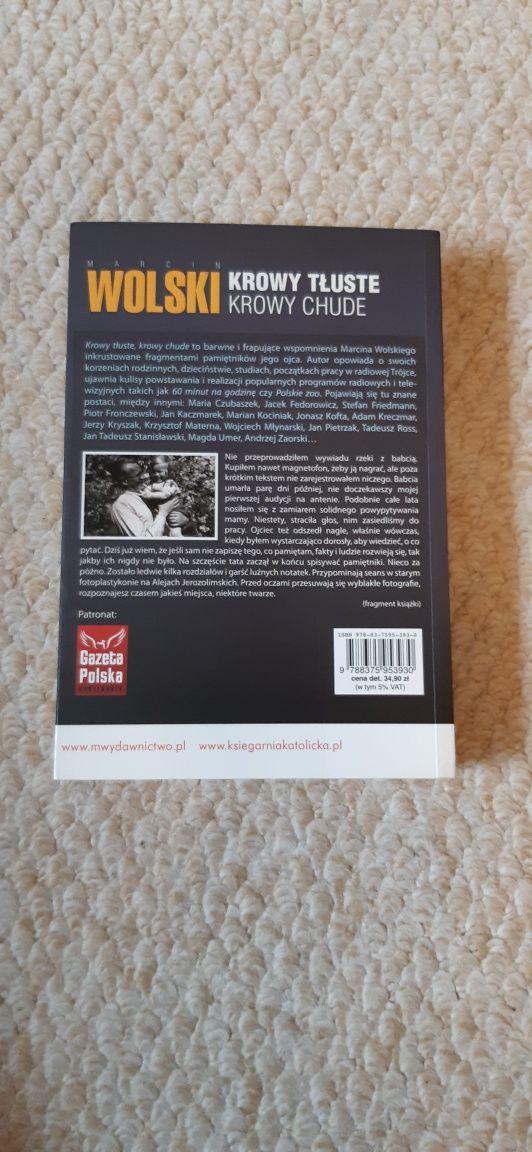 MARCIN
WOLSKI
KROWY TŁUSTE
KROWY CHUDE
Krowy tłuste, krowy chude to barwne i frapujące wspomnienia Marcina Wolskiego
inkrustowane fragmentami pamiętników jego ojca. Autor opowiada o swoich
korzeniach rodzinnych, dzieciństwie, studiach, początkach pracy w radiowej Trójce,
ujawnia kulisy powstawania i realizacji popularnych programów radiowych i tele-
wizyjnych takich jak 60 minut na godzinę czy Polskie zoo. Pojawiają się tu znane
postaci, między innymi: Maria Czubaszek, Jacek Fedorowicz, Stefan Friedmann,
Piotr Fronczewski, Jan Kaczmarek, Marian Kociniak, Jonasz Kofta, Adam Kreczmar,
Jerzy Kryszak, Krzysztof Materna, Wojciech Młynarski, Jan Pietrzak, Tadeusz Ross,
Jan Tadeusz Stanisławski, Magda Umer, Andrzej Zaorski…
Nie przeprowadziłem wywiadu rzeki z babcią.
Kupiłem nawet magnetofon, żeby ją nagrać, ale poza
krótkim tekstem nie zarejestrowałem niczego. Babcia
umarła parę dni później, nie doczekawszy mojej
pierwszej audycji na antenie. Podobnie całe lata
nosiłem się z zamiarem solidnego powypytywania
mamy. Niestety, straciła głos, nim zasiedliśmy do
pracy. Ojciec też odszedł nagle, właśnie wówczas,
kiedy byłem wystarczająco dorosły, aby wiedzieć, o co
pytać. Dziś już wiem, że jeśli sam nie zapiszę tego, co pamiętam, fakty i ludzie rozwieją się, tak
jakby ich nigdy nie było. Na szczęście tata zaczął w końcu spisywać pamiętniki. Nieco za
późno. Zostało ledwie kilka rozdziałów i garść luźnych notatek. Przypominają seans w starym
fotoplastykonie na Alejach Jerozolimskich. Przed oczami przesuwają się wyblakłe fotografie,
rozpoznajesz czasem jakieś miejsca, niektóre twarze.
(fragment książki)
Patronat:
Gazeta
Polska
CODZIENNIE
ISBN 978-83-7595-393-0
9 788375 953930
cena det. 34,90 zł
(w tym 5% VAT)
www.mwydawnictwo.pl www.ksiegarniakatolicka.pl